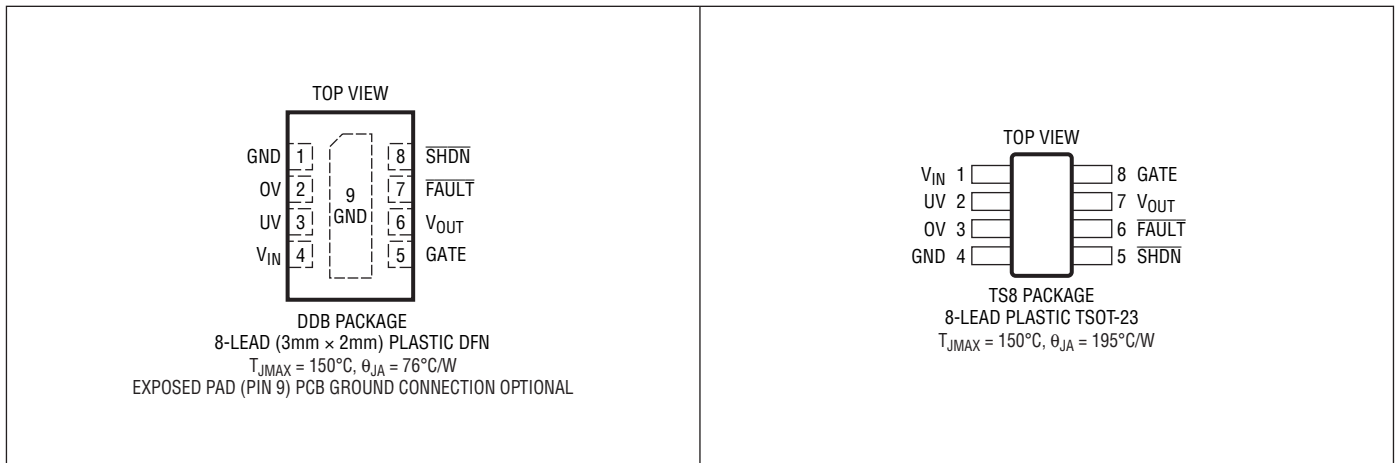 TOP VIEW
GND 1
OV 2
UV 3
VIN 4
9
GND
8 SHDN
7 FAULT
6 VOUT
5 GATE
DDB PACKAGE
8-LEAD (3mm × 2mm) PLASTIC DFN
TJMAX = 150°C, θJA = 76°C/W
EXPOSED PAD (PIN 9) PCB GROUND CONNECTION OPTIONAL
TOP VIEW
VIN 1
UV 2
OV 3
GND 4
8 GATE
7 VOUT
6 FAULT
5 SHDN
TS8 PACKAGE
8-LEAD PLASTIC TSOT-23
TJMAX = 150°C, θJA = 195°C/W